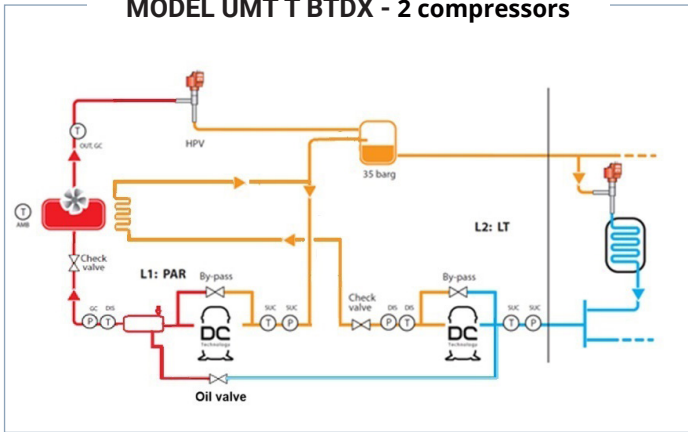 MODEL UMT T BTDX - 2 compressors
T
OUT, GC
HPV
35 barg
T
AMB
L2: LT
Check
valve
L1: PAR
By-pass
By-pass
GC DIS
SUC SUC
Check
valve
DIS DIS
SUC SUC
P T
T P
P T
T P
DC
Technology
DC
Technology
Oil valve